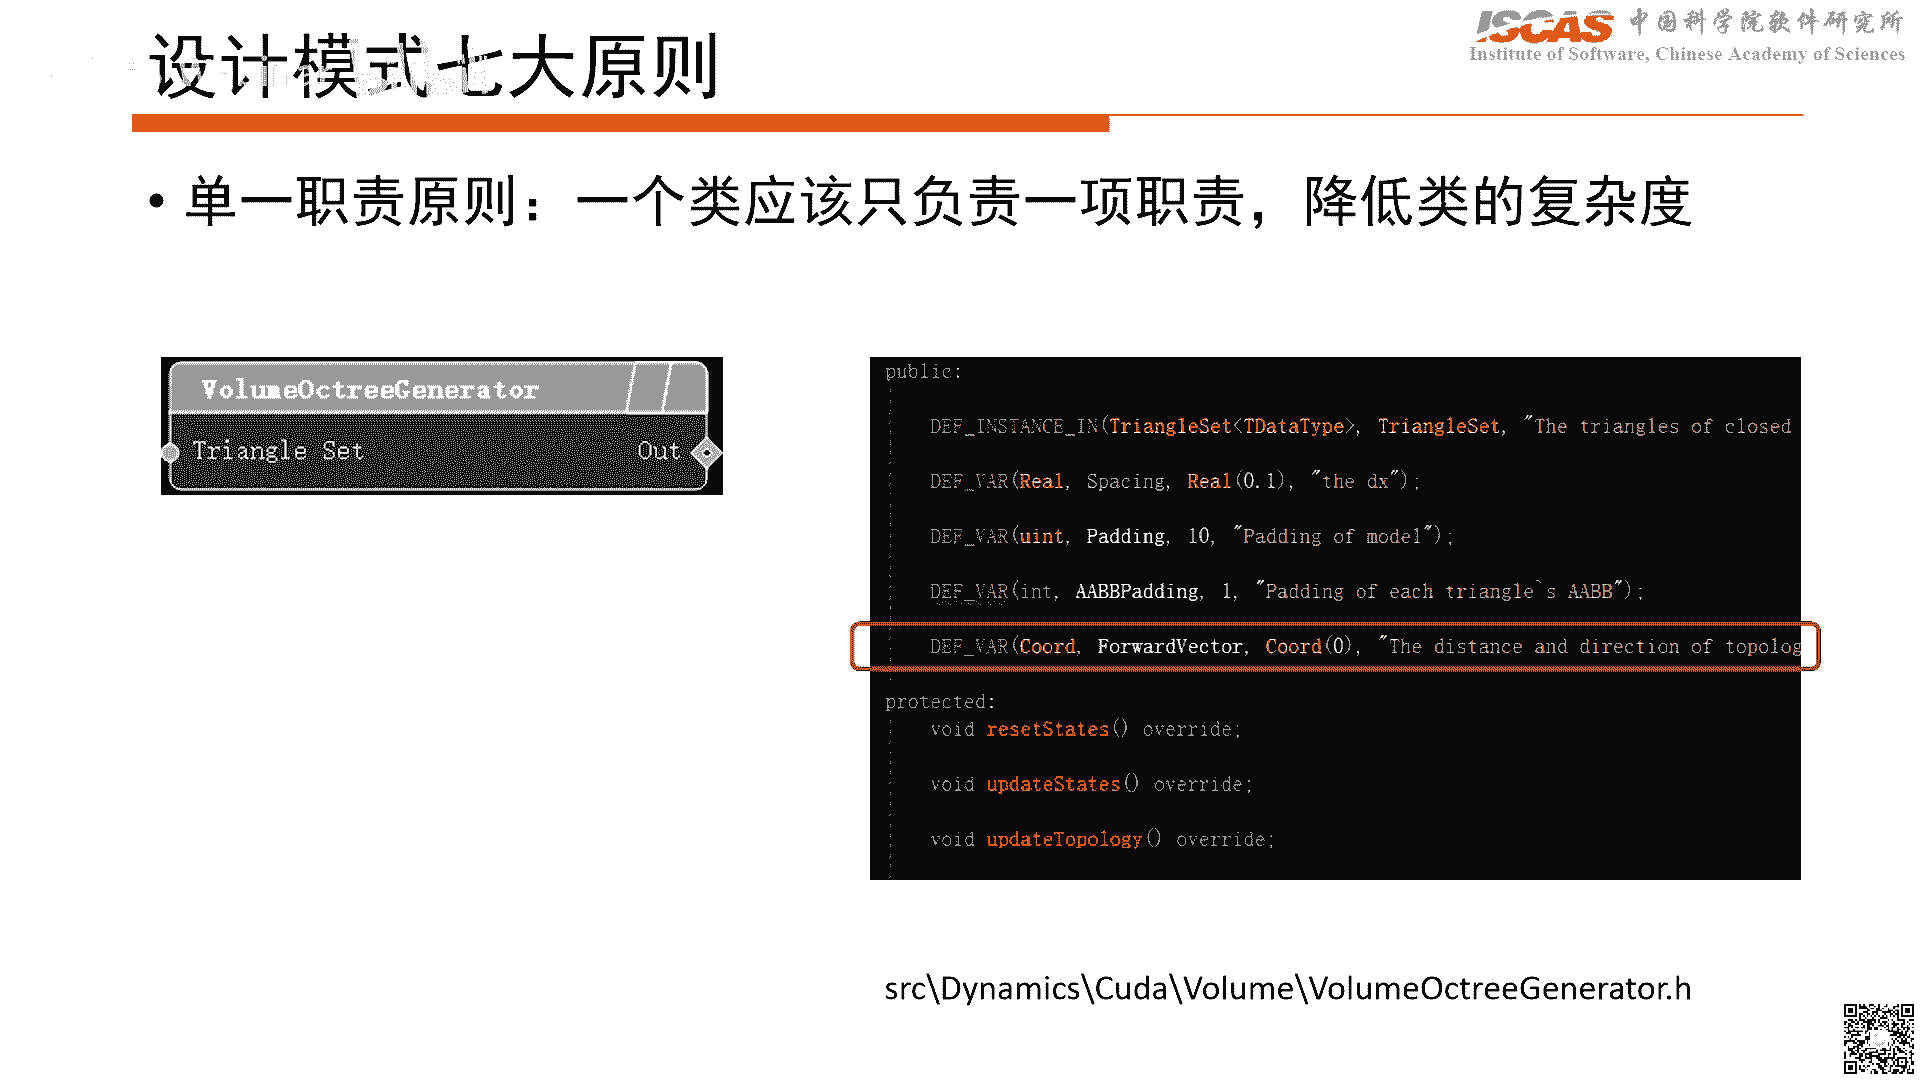 设计模式七大原则
ISCAS 中国科学院软件研究所
Institute of Software, Chinese Academy of Sciences
• 单一职责原则：一个类应该只负责一项职责，降低类的复杂度
VolumeOctreeGenerator
Triangle Set Out
public:
DEF_INSTANCE_IN(TriangleSet<TDataType>, TriangleSet, "The triangles of closed
DEF_VAR(Real, Spacing, Real(0.1), "the dx");
DEF_VAR(uint, Padding, 10, "Padding of model");
DEF_VAR(int, AABBPadding, 1, "Padding of each triangle`s AABB");
DEF_VAR(Coord, ForwardVector, Coord(0), "The distance and direction of topolog
protected:
void resetStates() override;
void updateStates() override;
void updateTopology() override;
src\Dynamics\Cuda\Volume\VolumeOctreeGenerator.h